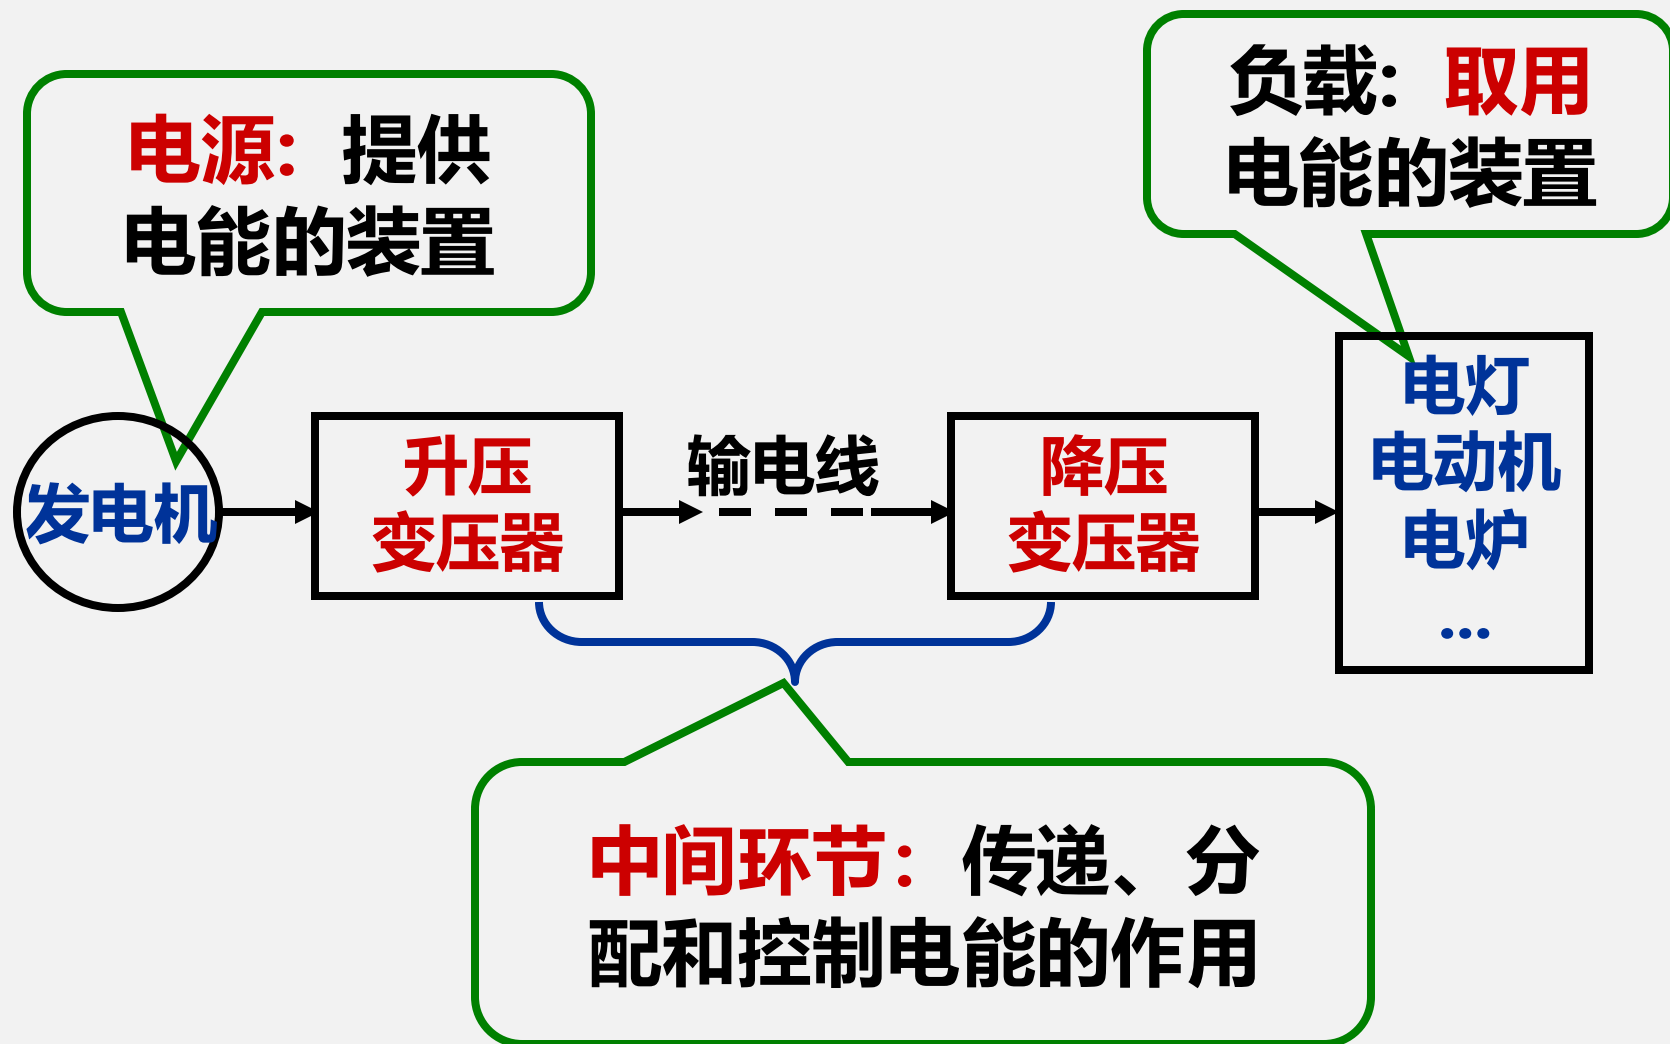 电源：提供
电能的装置
负载：取用
电能的装置
发电机
升压
变压器
输电线
降压
变压器
电灯
电动机
电炉
...
中间环节：传递、分
配和控制电能的作用